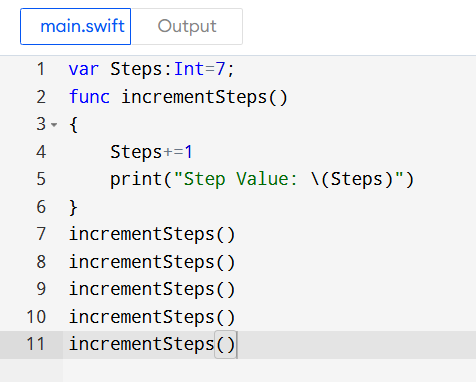 main.swift Output
1 var Steps:Int=7;
2 func incrementSteps()
3 {
4     Steps+=1
5     print("Step Value: \(Steps)")
6 }
7 incrementSteps()
8 incrementSteps()
9 incrementSteps()
10 incrementSteps()
11 incrementSteps()